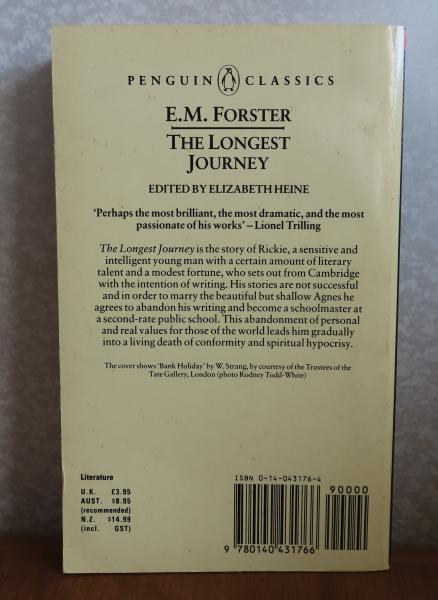 PENGUIN CLASSICS
E.M. FORSTER
THE LONGEST
JOURNEY
EDITED BY ELIZABETH HEINE
‘Perhaps the most brilliant, the most dramatic, and the most
passionate of his works’ – Lionel Trilling
The Longest Journey is the story of Rickie, a sensitive and
intelligent young man with a certain amount of literary
talent and a modest fortune, who sets out from Cambridge
with the intention of writing. His stories are not successful
and in order to marry the beautiful but shallow Agnes he
agrees to abandon his writing and become a schoolmaster at
a second-rate public school. This abandonment of personal
and real values for those of the world leads him gradually
into a living death of conformity and spiritual hypocrisy.
The cover shows ‘Bank Holiday’ by W. Strang, by courtesy of the Trustees of the
Tate Gallery, London (photo Rodney Todd-White)
Literature
U.K. £3.95
AUST. $8.95
(recommended)
N.Z. $14.99
(incl. GST)
ISBN 0-14-043176-4
90000
9 780140 431766